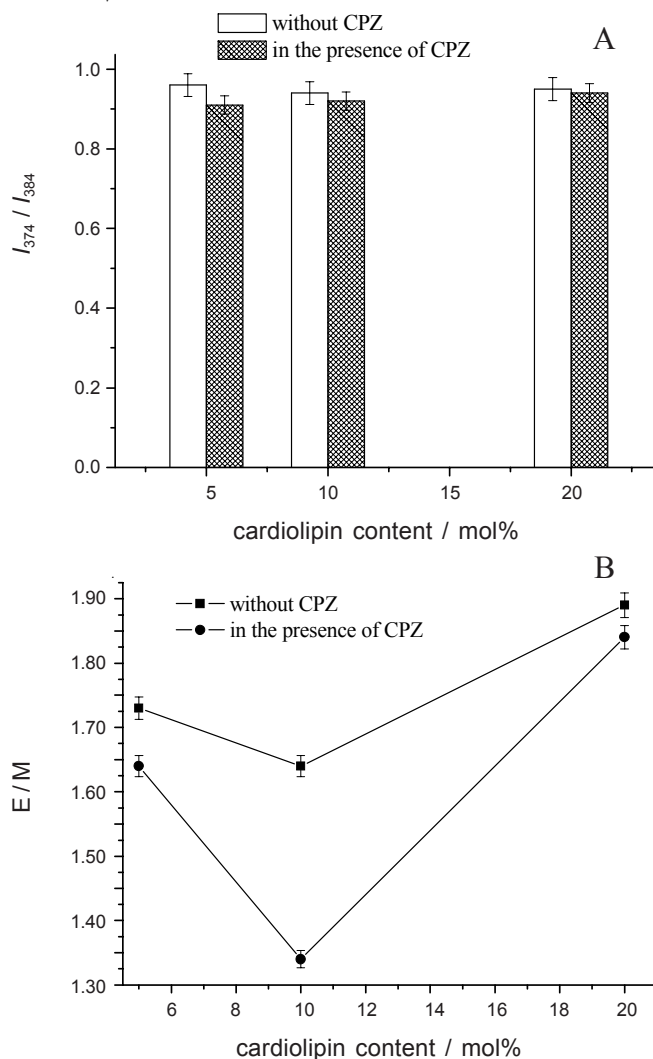 without CPZ
in the presence of CPZ
A
1.0
0.8
0.6
0.4
0.2
0.0
I374 / I384
5 10 15 20
cardiolipin content / mol%
B
without CPZ
in the presence of CPZ
1.90
1.80
1.70
1.60
1.50
1.40
1.30
E / M
6 8 10 12 14 16 18 20
cardiolipin content / mol%